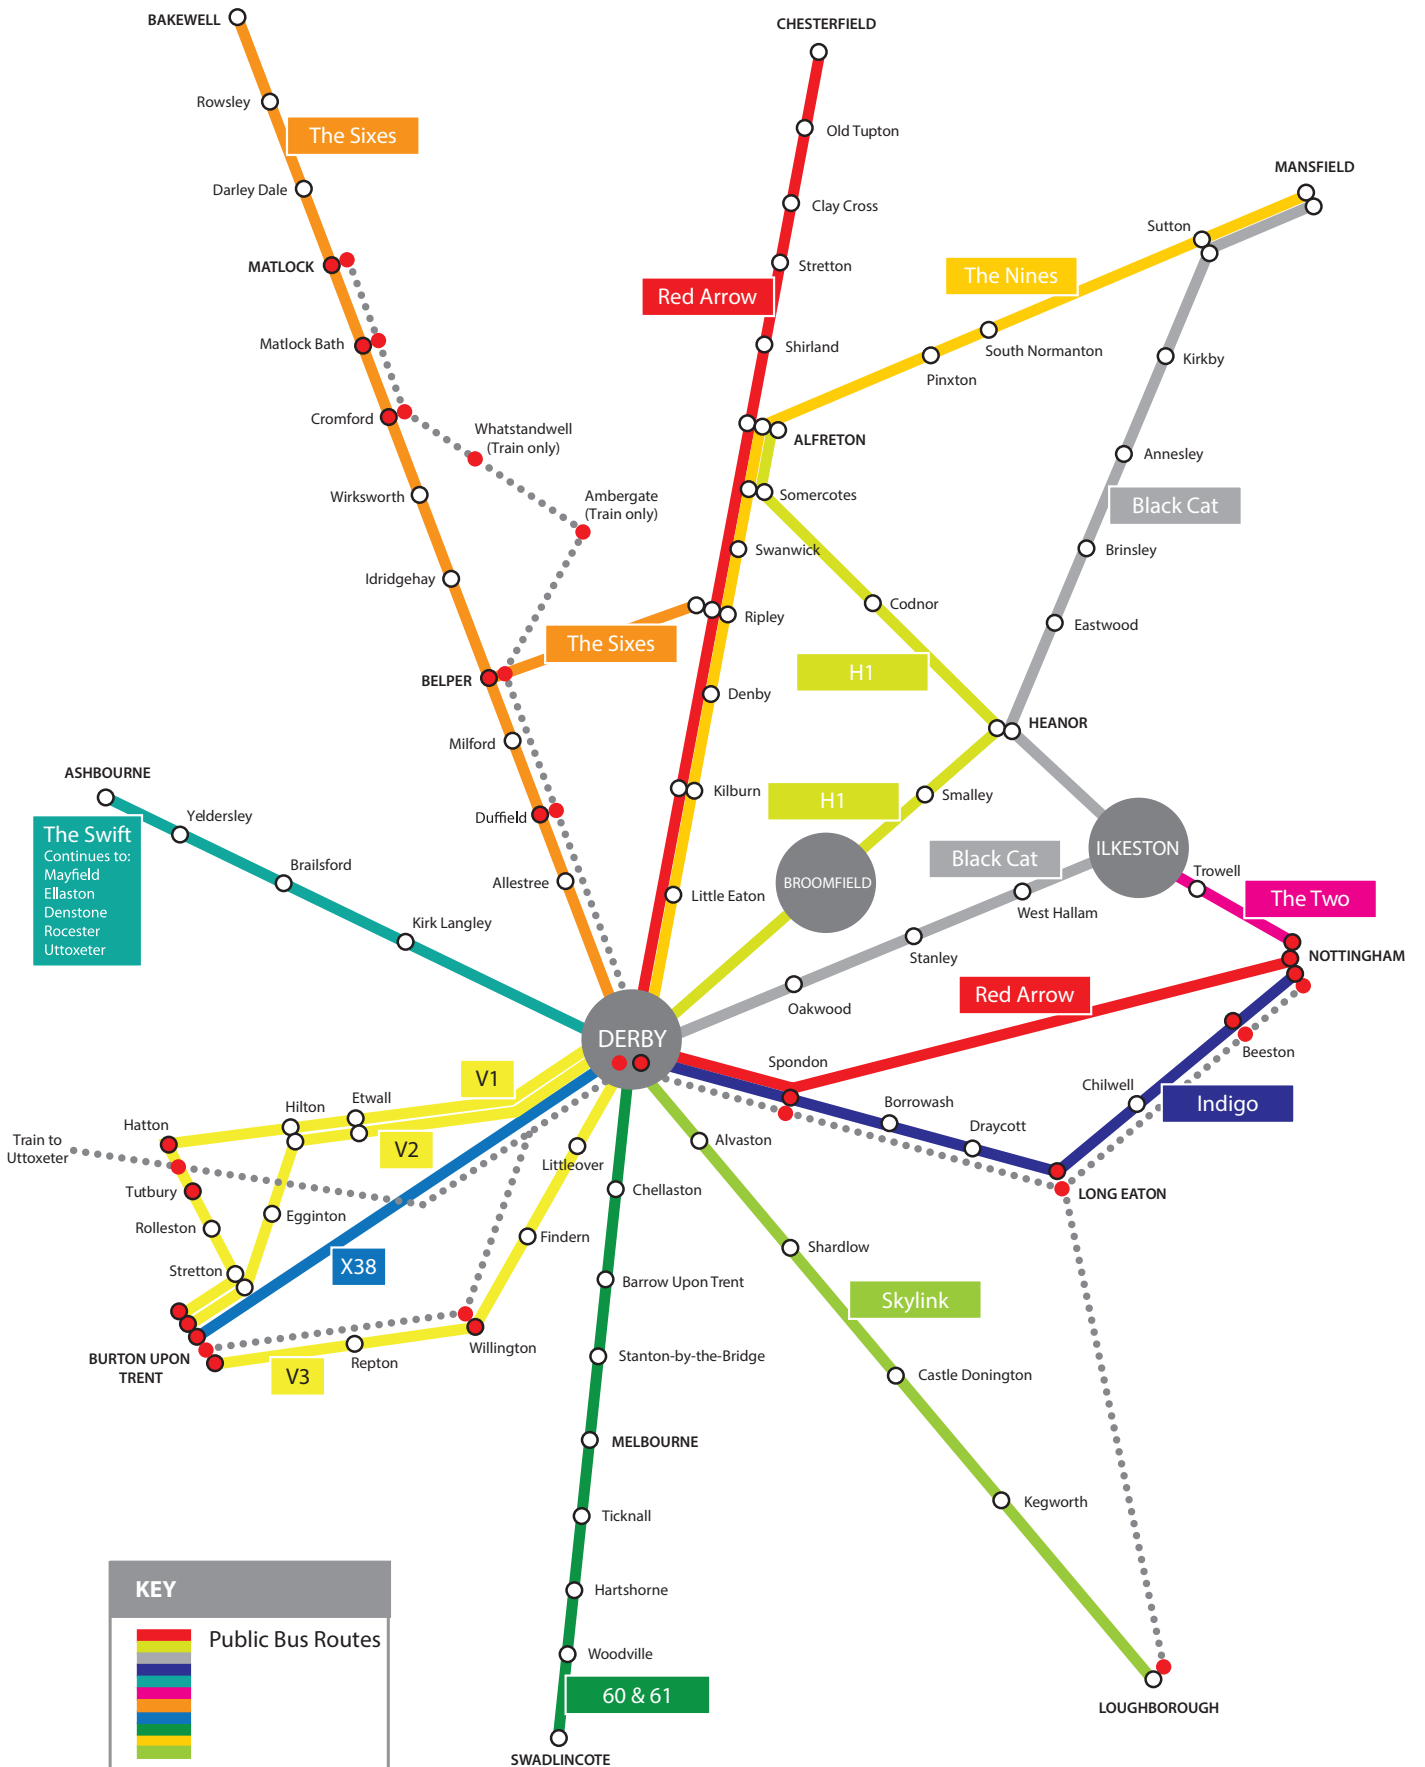 BAKEWELL
CHESTERFIELD
Rowsley
The Sixes
Old Tupton
Darley Dale
Clay Cross
MANSFIELD
Sutton
MATLOCK
Stretton
The Nines
Red Arrow
Matlock Bath
Shirland
South Normanton
Kirkby
Pinxton
Cromford
Whatstandwell
(Train only)
ALFRETON
Annesley
Wirksworth
Ambergate
(Train only)
Somercotes
Black Cat
Swanwick
Brinsley
Idridgehay
Codnor
Ripley
Eastwood
The Sixes
BELPER
H1
Denby
HEANOR
Milford
ASHBOURNE
Kilburn
H1
Smalley
Yeldersley
Duffield
The Swift
Continues to:
Mayfield
Ellaston
Denstone
Rocester
Uttoxeter
Brailsford
ILKESTON
Black Cat
Trowell
Allestree
BROOMFIELD
Little Eaton
West Hallam
The Two
Kirk Langley
Stanley
NOTTINGHAM
Red Arrow
Oakwood
DERBY
Beeston
Spondon
V1
Etwall
Hilton
Hatton
Chilwell
Indigo
Borrowash
Draycott
Train to
Uttoxeter
V2
Alvaston
Littleover
Tutbury
Chellaston
LONG EATON
Rolleston
Egginton
Findern
Shardlow
Stretton
X38
Barrow Upon Trent
Skylink
BURTON UPON
TRENT
Willington
Repton
V3
Stanton-by-the-Bridge
Castle Donington
MELBOURNE
Kegworth
Ticknall
KEY
Hartshorne
Public Bus Routes
Woodville
60 & 61
LOUGHBOROUGH
SWADLINCOTE